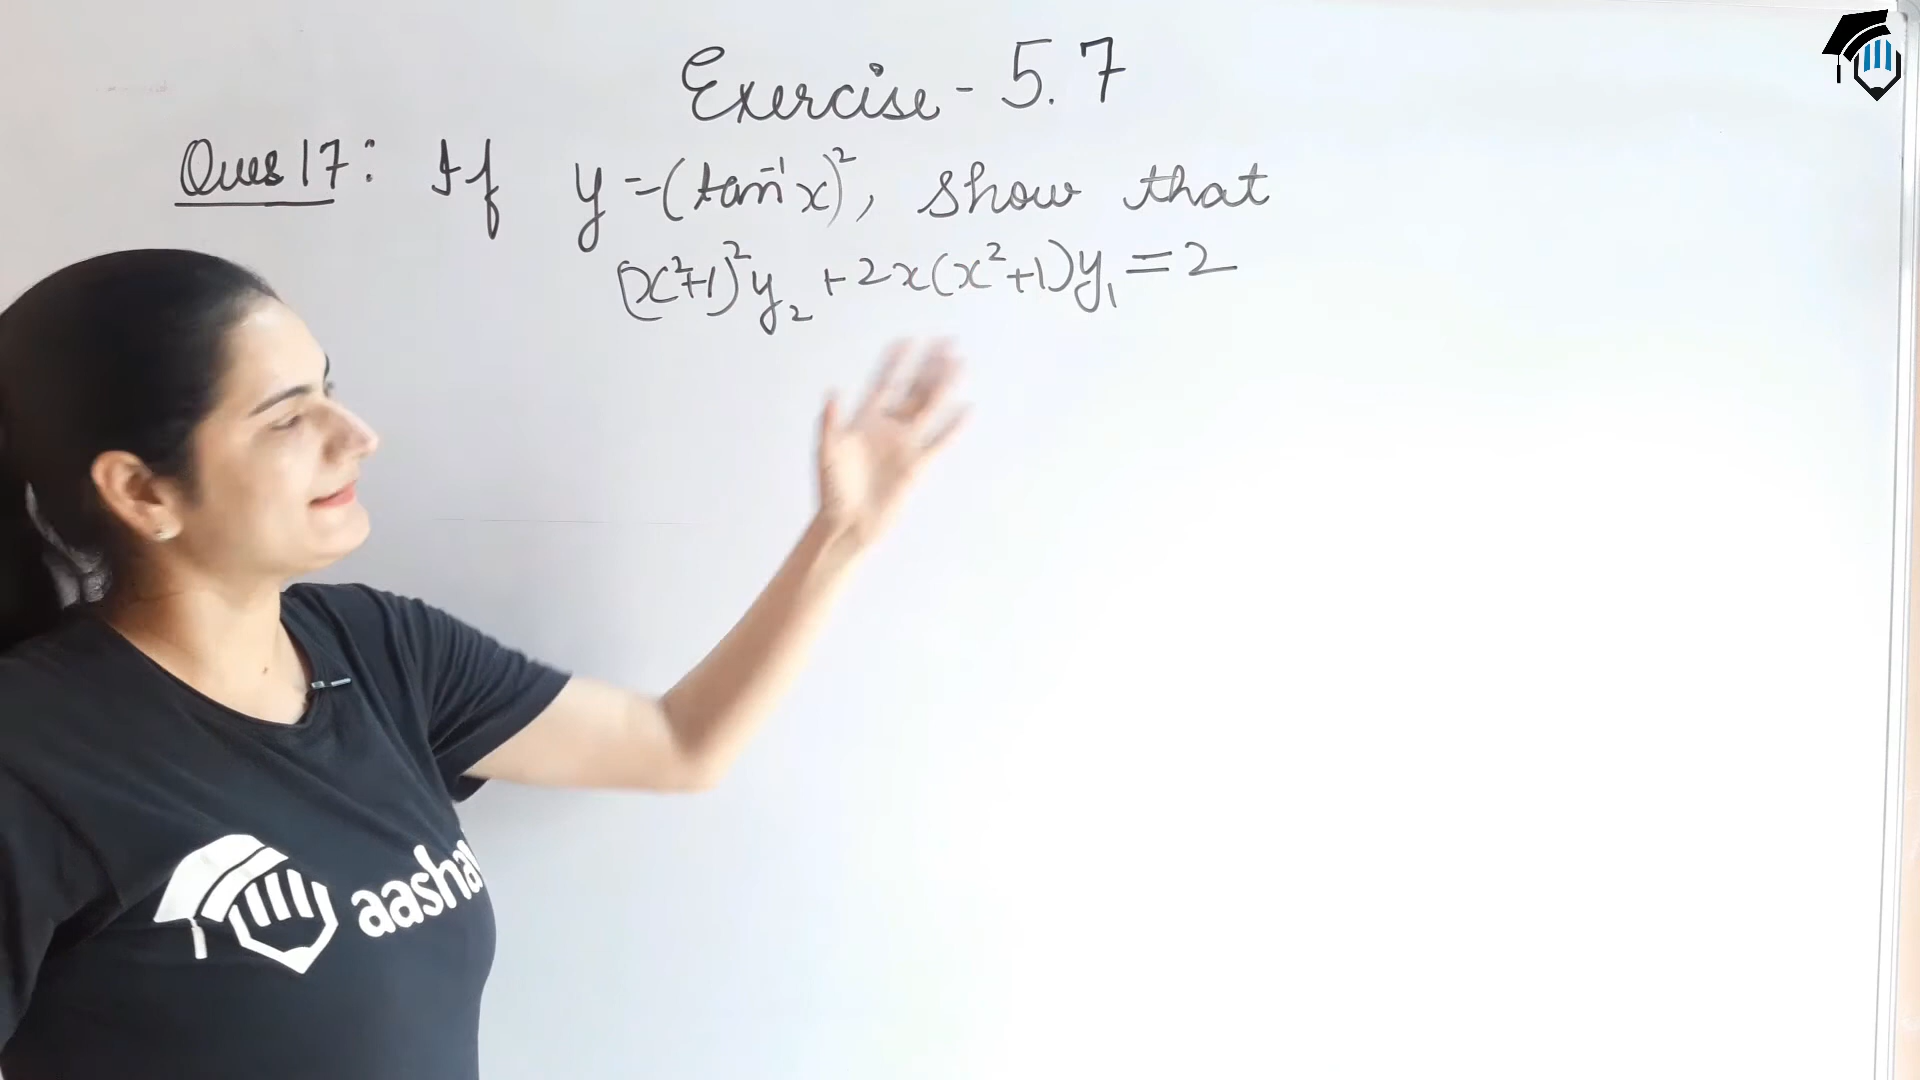 Exercise - 5.7
Ques 17: If y = (tan⁻¹x)², show that
(x²+1)²y₂ + 2x(x²+1)y₁ = 2